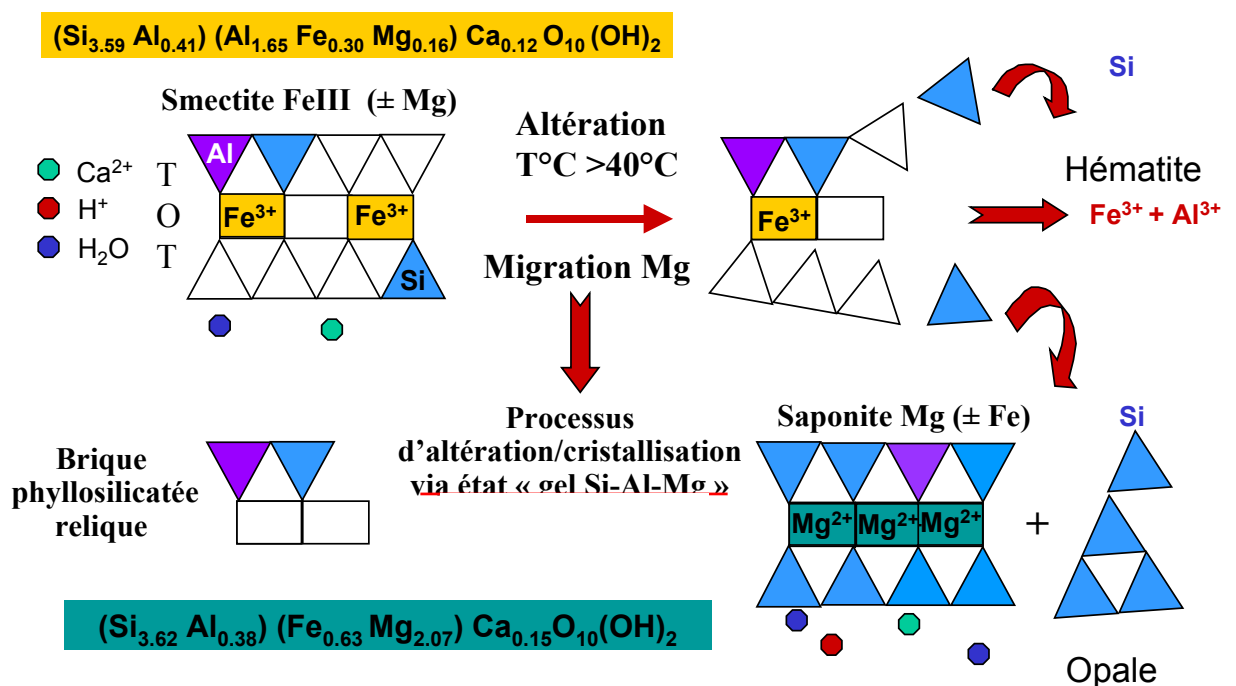 (Si3.59 Al0.41) (Al1.65 Fe0.30 Mg0.16) Ca0.12 O10 (OH)2
Smectite FeIII (± Mg)
Ca2+
H+
H2O
T
O
T
Al
Fe3+
Fe3+
Si
Altération
T°C >40°C
Migration Mg
Fe3+
Si
Hématite
Fe3+ + Al3+
Processus
d'altération/cristallisation
via état « gel Si-Al-Mg »
Brique
phyllosilicatée
relique
Saponite Mg (± Fe)
Si
Mg2+
Mg2+
Mg2+
+
Opale
(Si3.62 Al0.38) (Fe0.63 Mg2.07) Ca0.15O10(OH)2